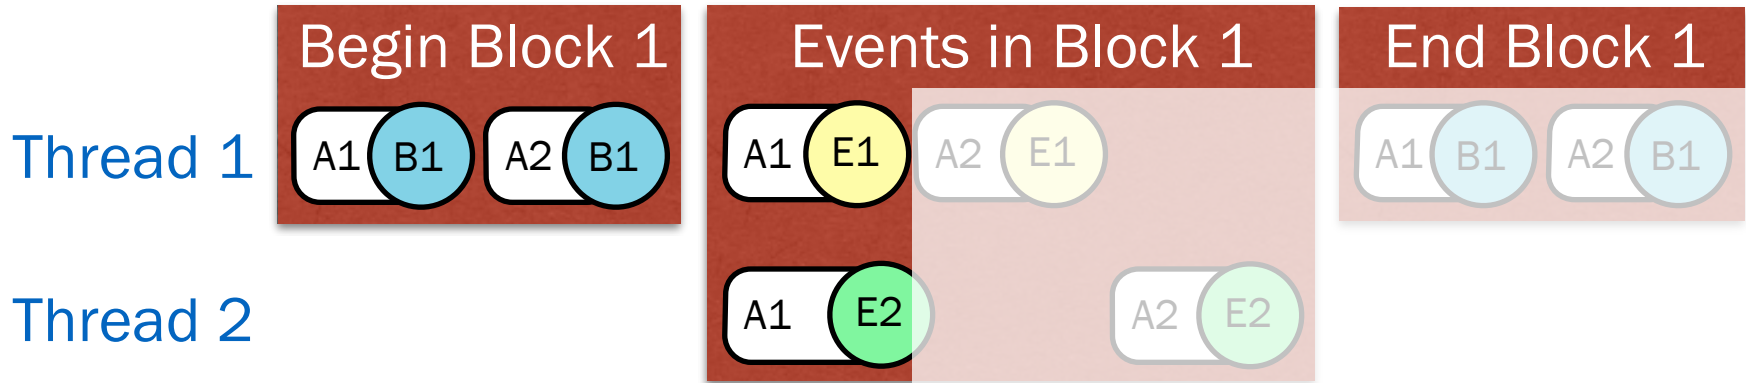 Begin Block 1 Events in Block 1 End Block 1
Thread 1 A1 B1 A2 B1 A1 E1 A2 E1 A1 B1 A2 B1
Thread 2 A1 E2 A2 E2